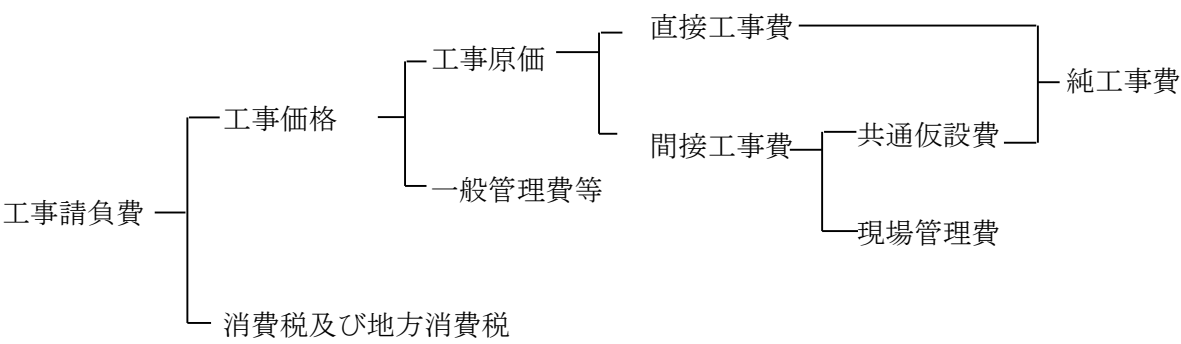 直接工事費
工事原価
純工事費
工事価格
共通仮設費
間接工事費
一般管理費等
工事請負費
現場管理費
消費税及び地方消費税